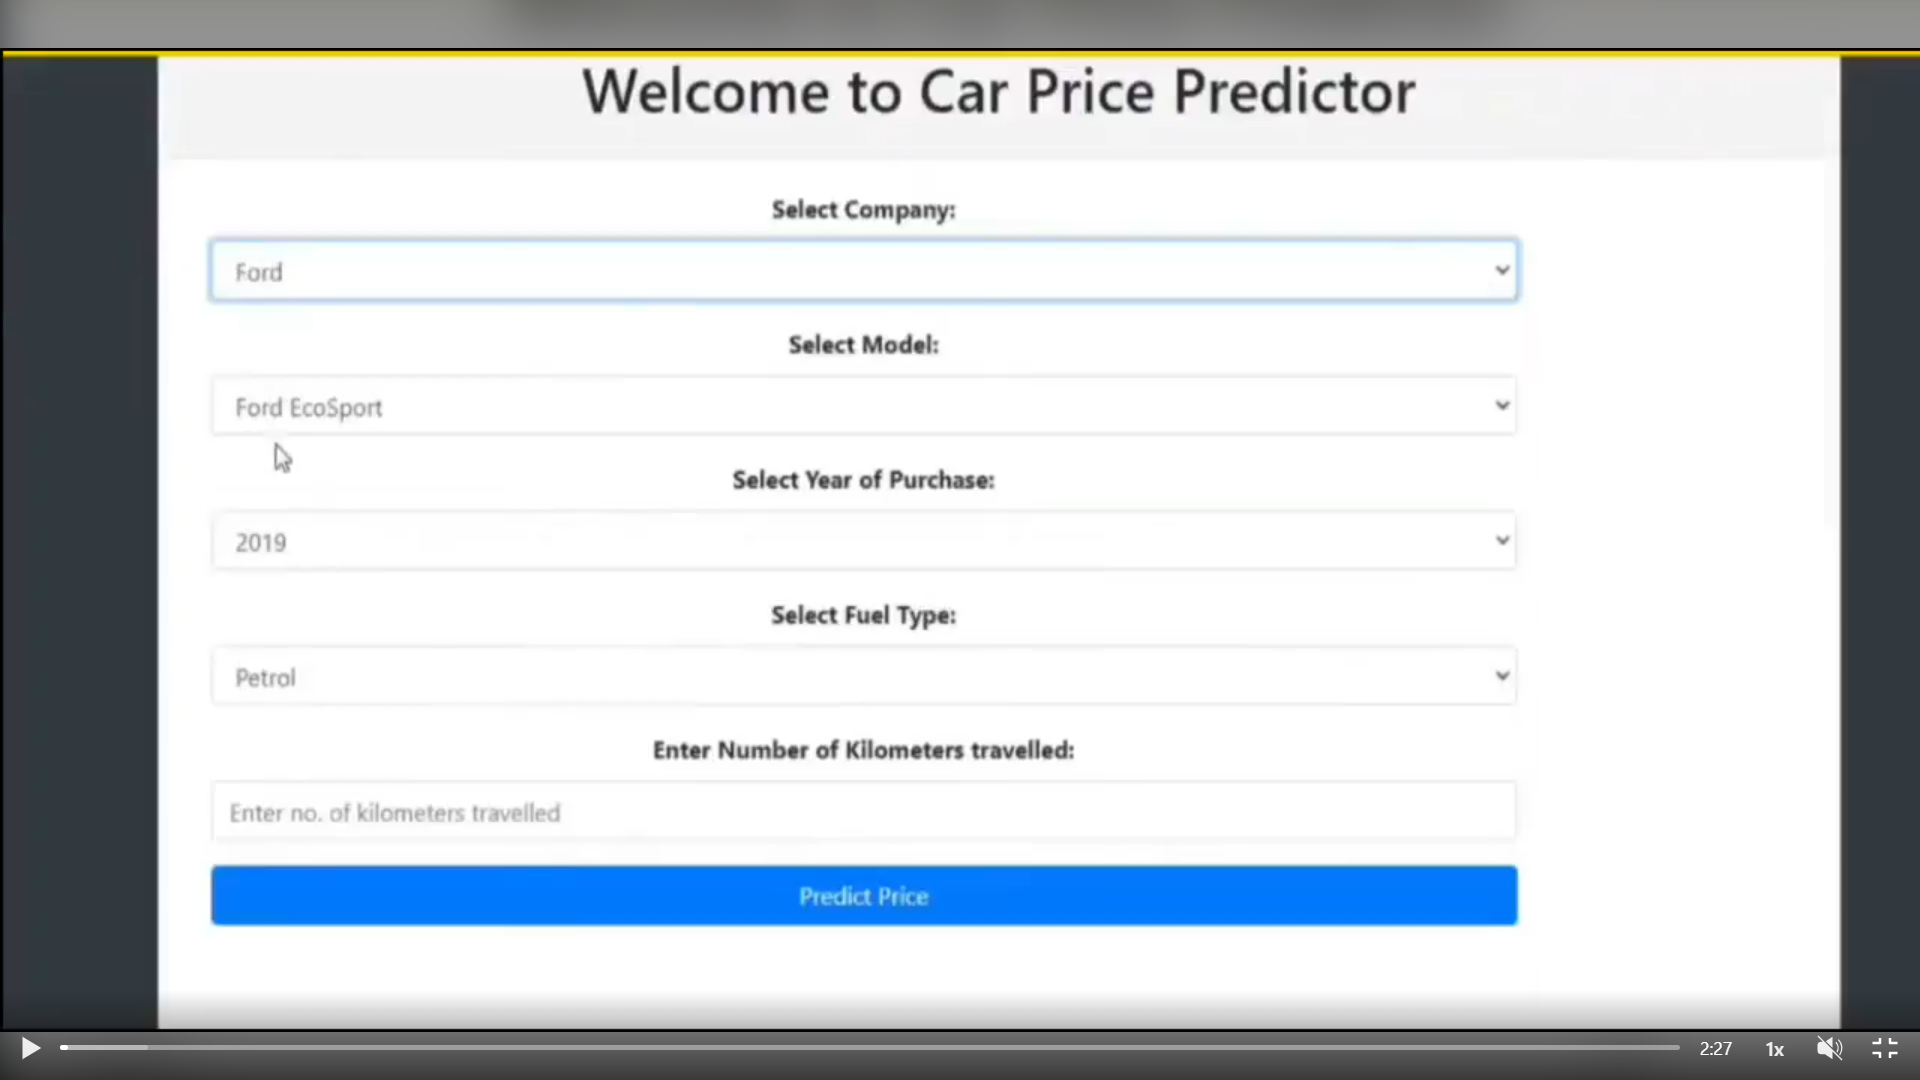 Welcome to Car Price Predictor
Select Company:
Ford
Select Model:
Ford EcoSport
Select Year of Purchase:
2019
Select Fuel Type:
Petrol
Enter Number of Kilometers travelled:
Enter no. of kilometers travelled
Predict Price
2:27
1x